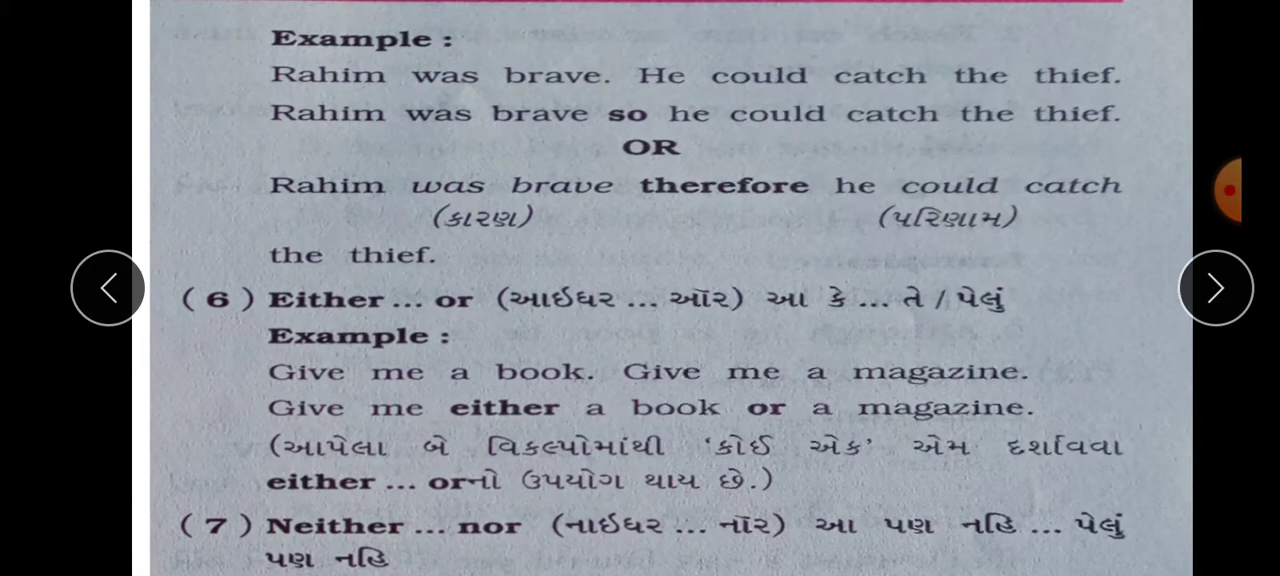 Example :
Rahim was brave. He could catch the thief.
Rahim was brave so he could catch the thief.
OR
Rahim was brave therefore he could catch
(કારણ) (પરિણામ)
the thief.
( 6 ) Either ... or (આઇધર ... ઑર) આ કે ... તે / પેલું
Example :
Give me a book. Give me a magazine.
Give me either a book or a magazine.
(આપેલા બે વિકલ્પોમાંથી ‘કોઈ એક’ એમ દર્શાવવા
either ... orનો ઉપયોગ થાય છે.)
( 7 ) Neither ... nor (નાઇધર ... નૉર) આ પણ નહિ ... પેલું
પણ નહિ